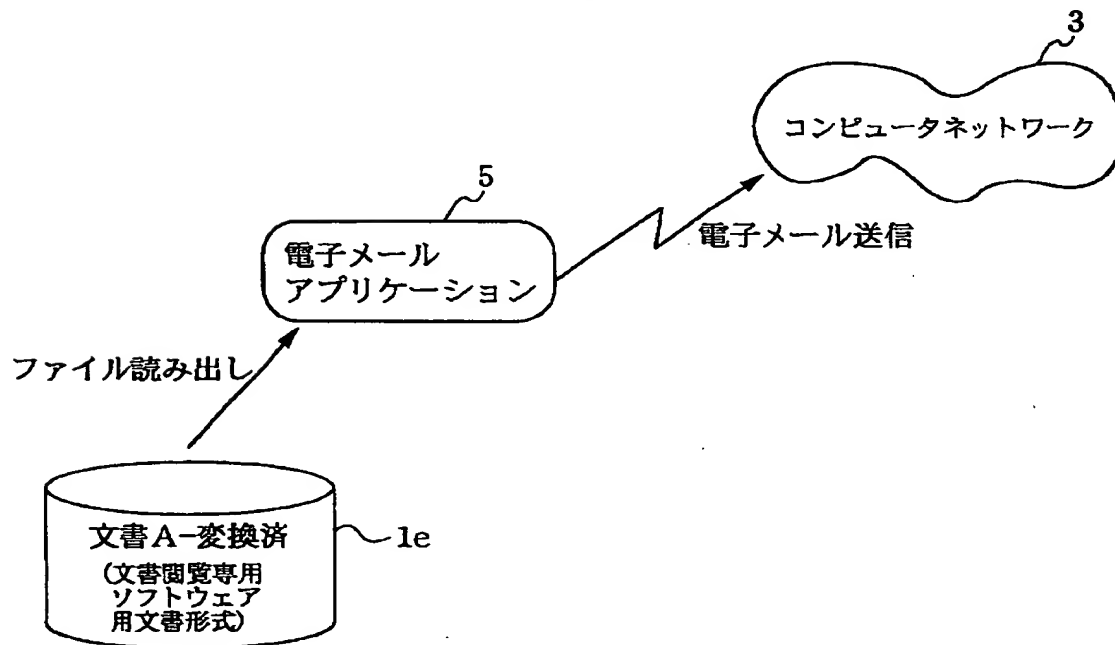 3
コンピュータネットワーク
5
電子メール
アプリケーション
電子メール送信
ファイル読み出し
文書A-変換済
(文書閲覧専用
ソフトウェア
用文書形式)
1e